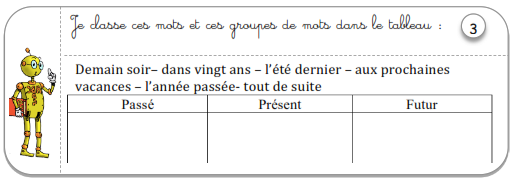 Je classe ces mots et ces groupes de mots dans le tableau :
3
Demain soir– dans vingt ans – l'été dernier – aux prochaines
vacances – l'année passée- tout de suite
Passé Présent Futur